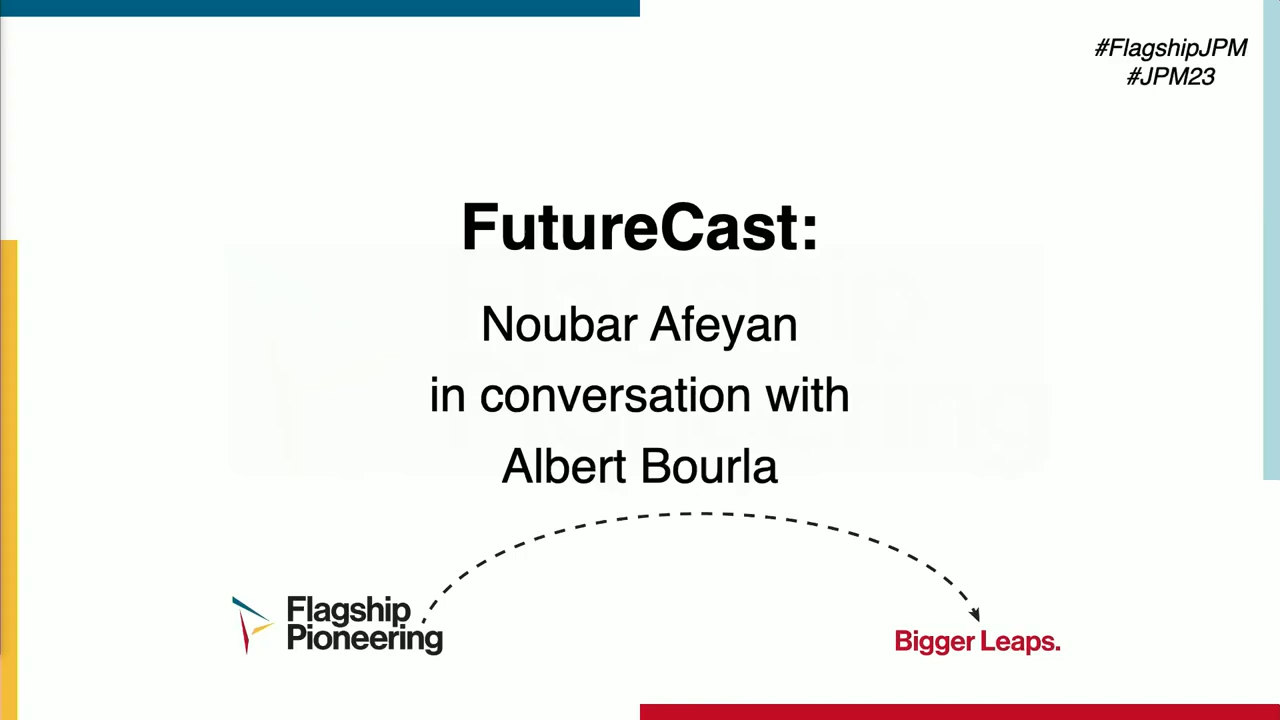 #FlagshipJPM
#JPM23
FutureCast:
Noubar Afeyan
in conversation with
Albert Bourla
Flagship
Pioneering
Bigger Leaps.